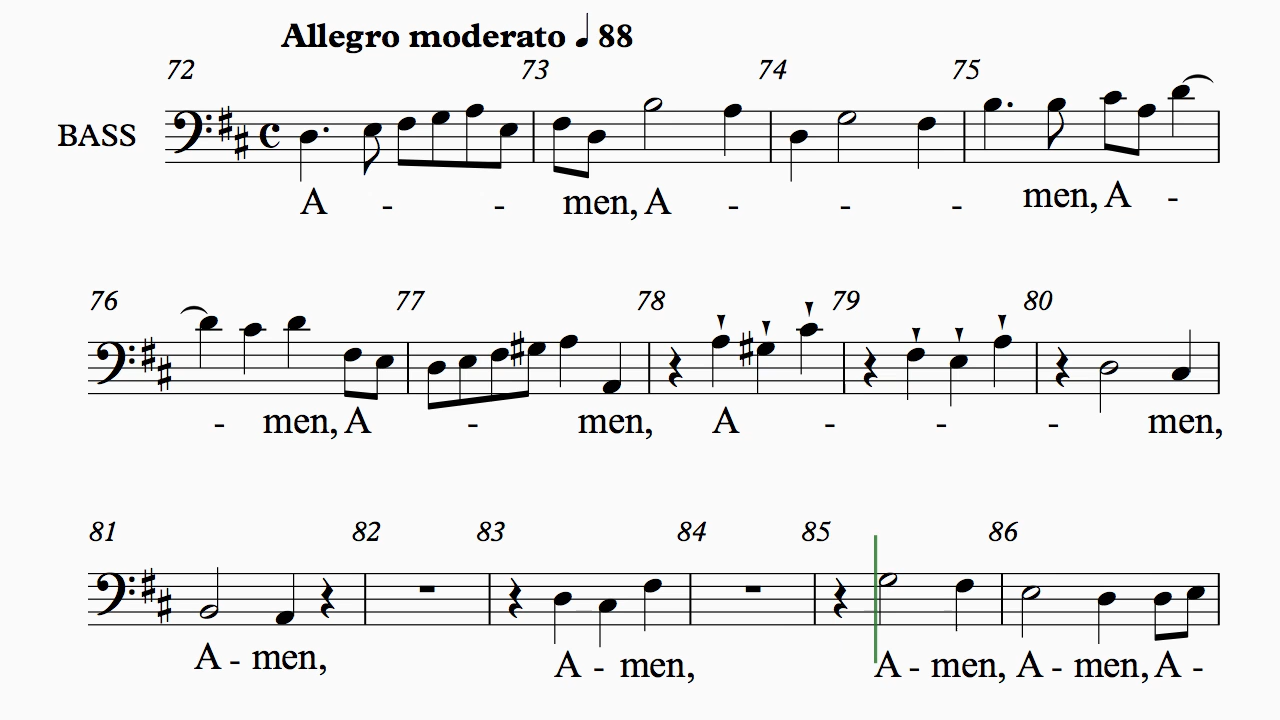 Allegro moderato ♩ 88
72 73 74 75
BASS
A - - men, A - - - men, A -
76 77 78 79 80
- men, A - men, A - - - men,
81 82 83 84 85 86
A - men, A - men, A - men, A - men, A -